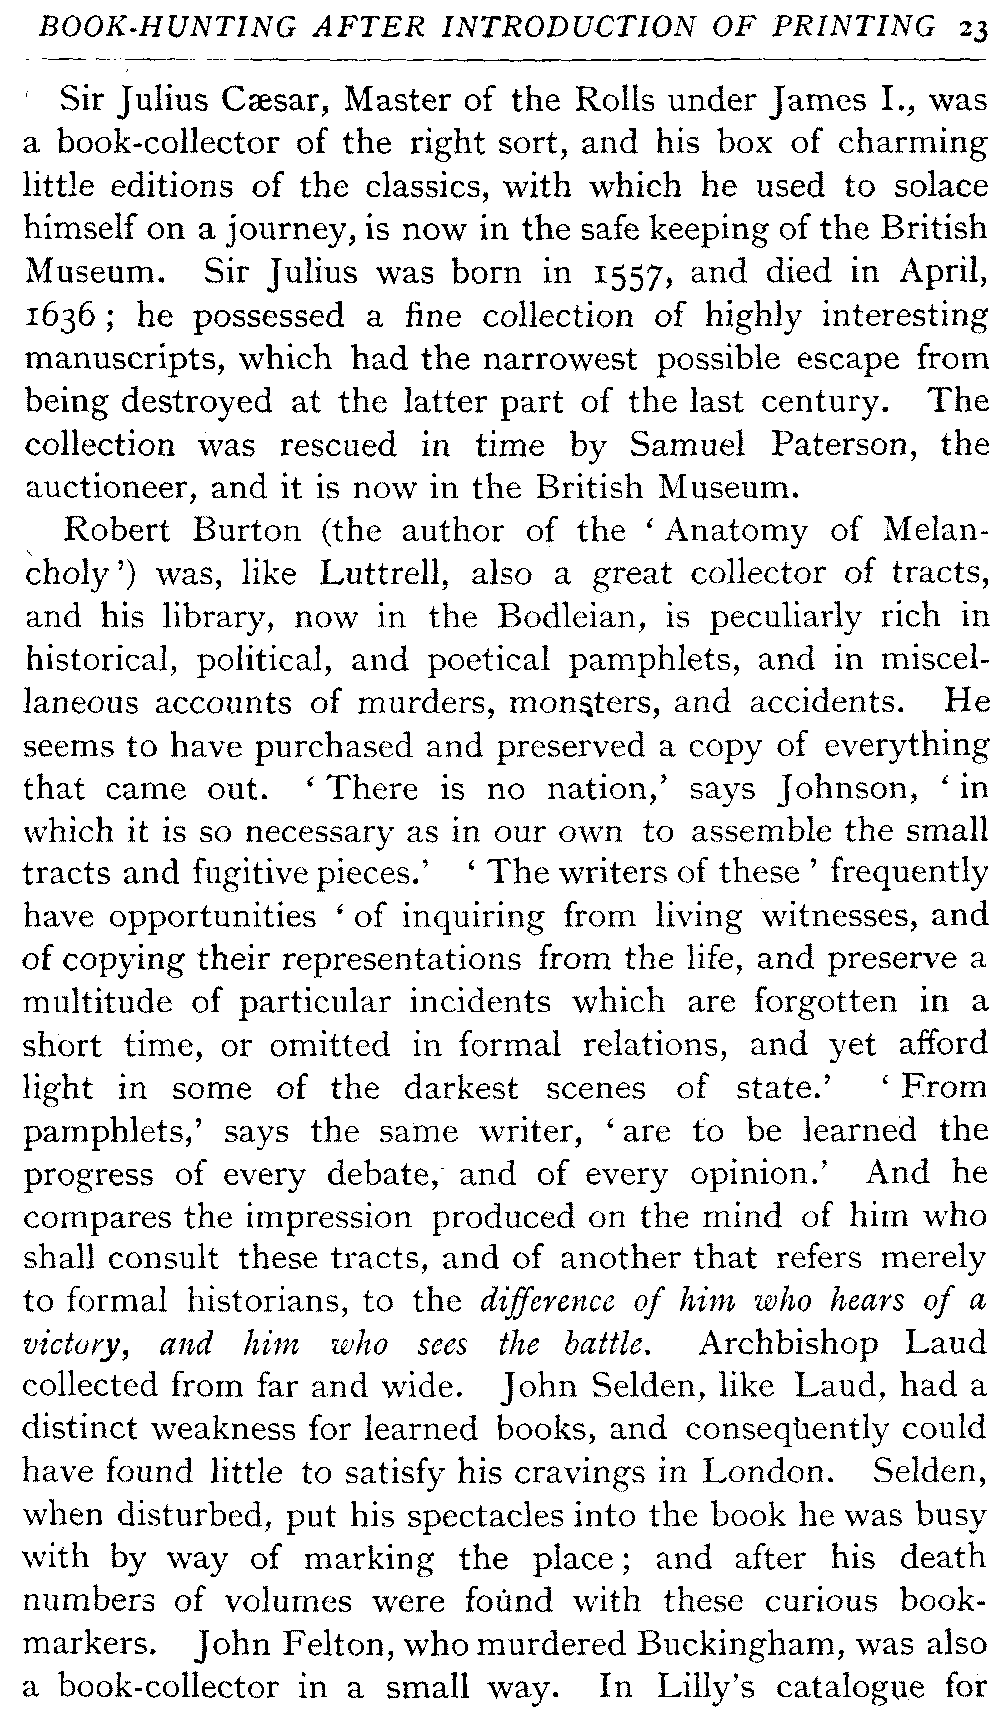 BOOK-HUNTING AFTER INTRODUCTION OF PRINTING 23
Sir Julius Cæsar, Master of the Rolls under James I., was
a book-collector of the right sort, and his box of charming
little editions of the classics, with which he used to solace
himself on a journey, is now in the safe keeping of the British
Museum. Sir Julius was born in 1557, and died in April,
1636; he possessed a fine collection of highly interesting
manuscripts, which had the narrowest possible escape from
being destroyed at the latter part of the last century. The
collection was rescued in time by Samuel Paterson, the
auctioneer, and it is now in the British Museum.
Robert Burton (the author of the ‘Anatomy of Melan-
choly’) was, like Luttrell, also a great collector of tracts,
and his library, now in the Bodleian, is peculiarly rich in
historical, political, and poetical pamphlets, and in miscel-
laneous accounts of murders, monsters, and accidents. He
seems to have purchased and preserved a copy of everything
that came out. ‘There is no nation,’ says Johnson, ‘in
which it is so necessary as in our own to assemble the small
tracts and fugitive pieces.’ ‘The writers of these’ frequently
have opportunities ‘of inquiring from living witnesses, and
of copying their representations from the life, and preserve a
multitude of particular incidents which are forgotten in a
short time, or omitted in formal relations, and yet afford
light in some of the darkest scenes of state.’ ‘From
pamphlets,’ says the same writer, ‘are to be learned the
progress of every debate, and of every opinion.’ And he
compares the impression produced on the mind of him who
shall consult these tracts, and of another that refers merely
to formal historians, to the difference of him who hears of a
victory, and him who sees the battle. Archbishop Laud
collected from far and wide. John Selden, like Laud, had a
distinct weakness for learned books, and consequently could
have found little to satisfy his cravings in London. Selden,
when disturbed, put his spectacles into the book he was busy
with by way of marking the place; and after his death
numbers of volumes were found with these curious book-
markers. John Felton, who murdered Buckingham, was also
a book-collector in a small way. In Lilly’s catalogue for